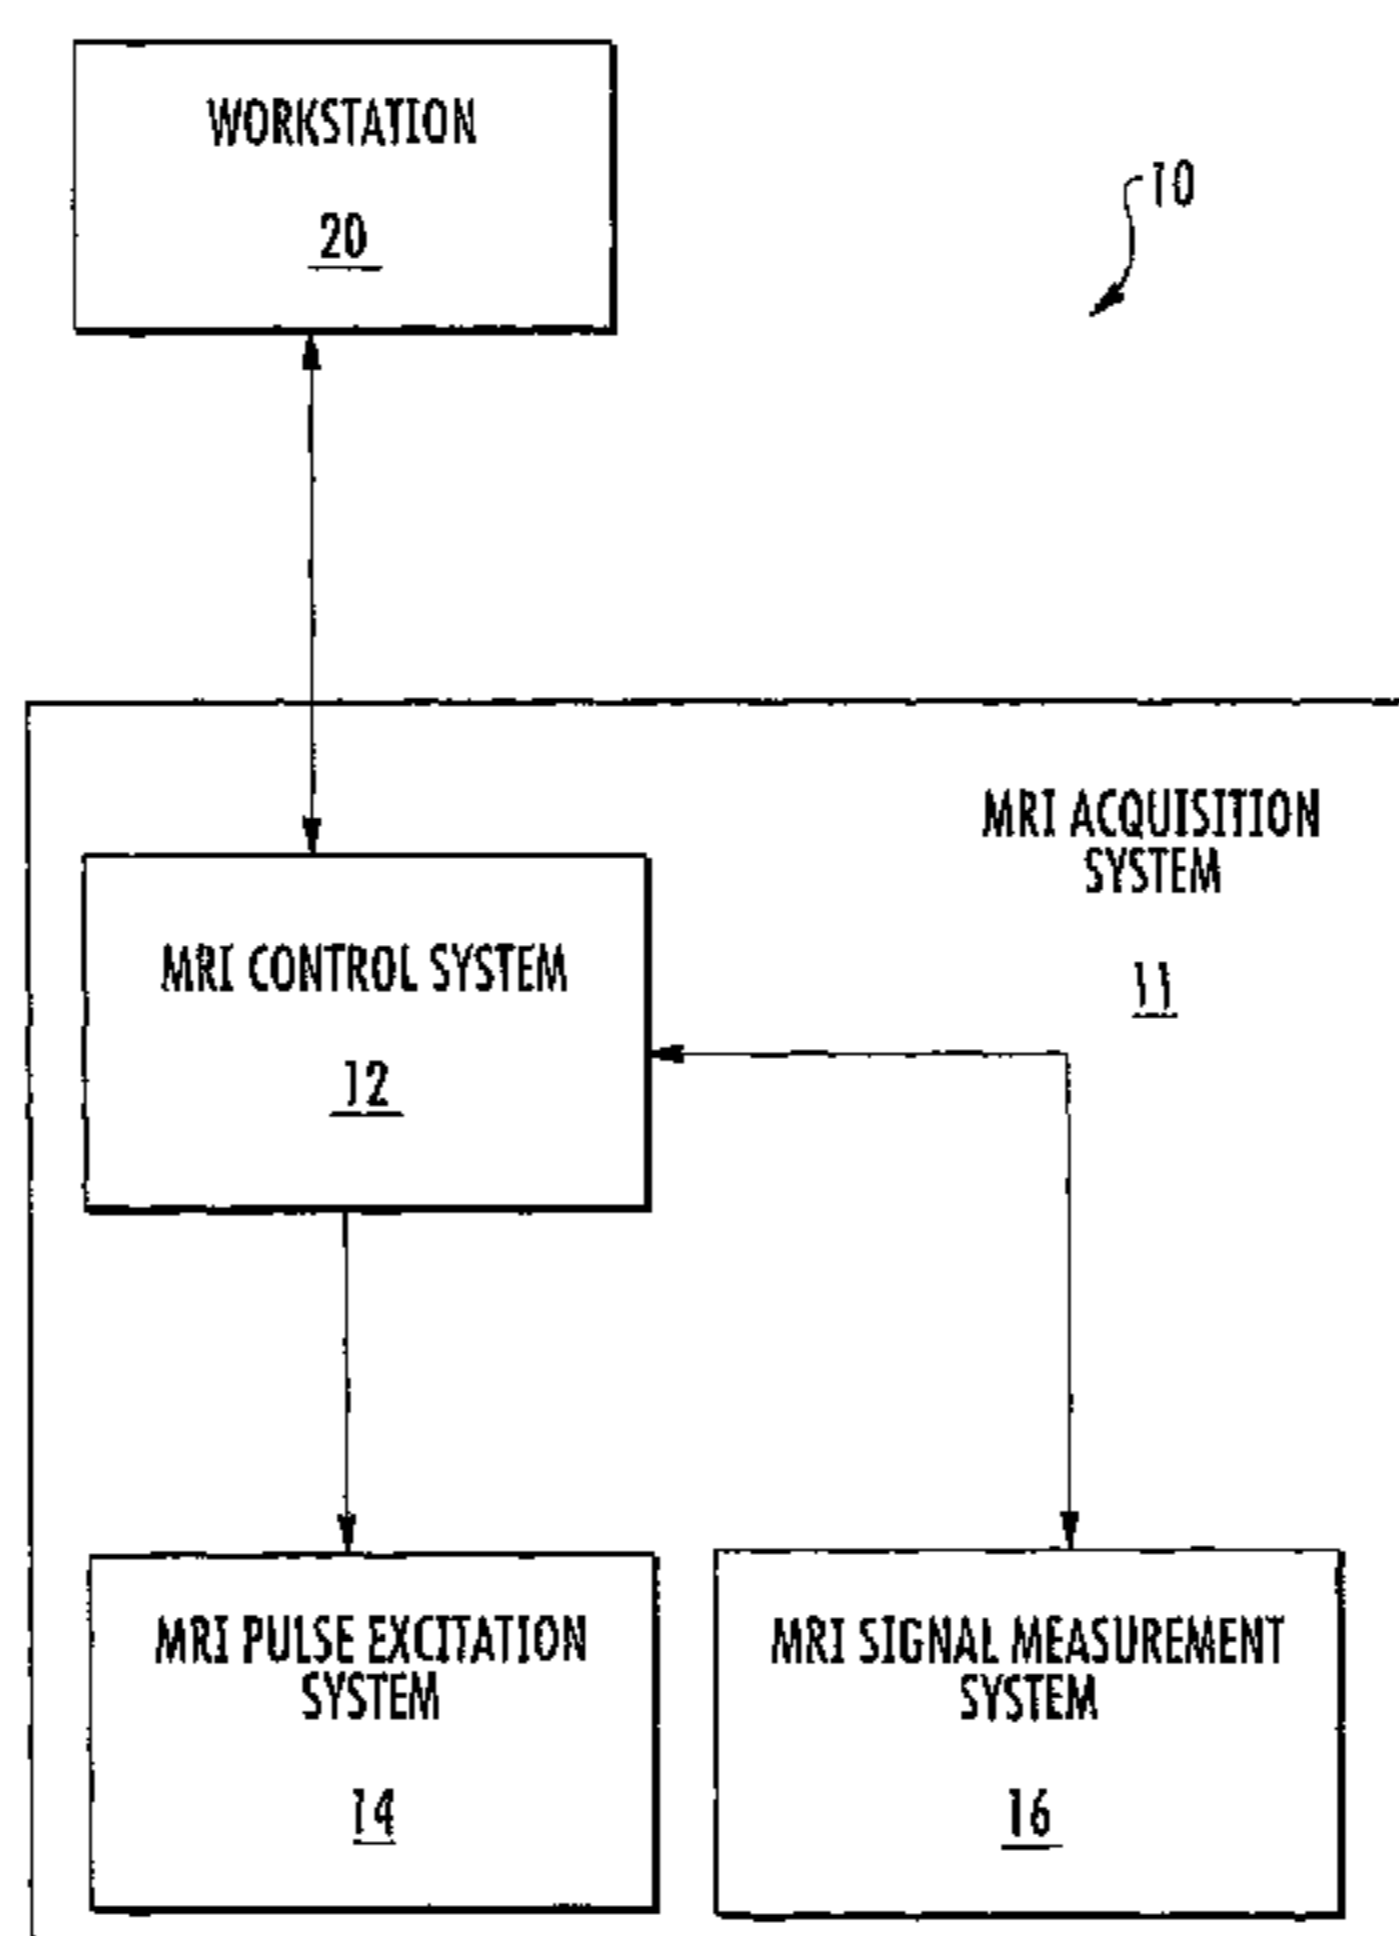 WORKSTATION
20
10
MRI ACQUISITION
SYSTEM
11
MRI CONTROL SYSTEM
12
MRI PULSE EXCITATION
SYSTEM
14
MRI SIGNAL MEASUREMENT
SYSTEM
16